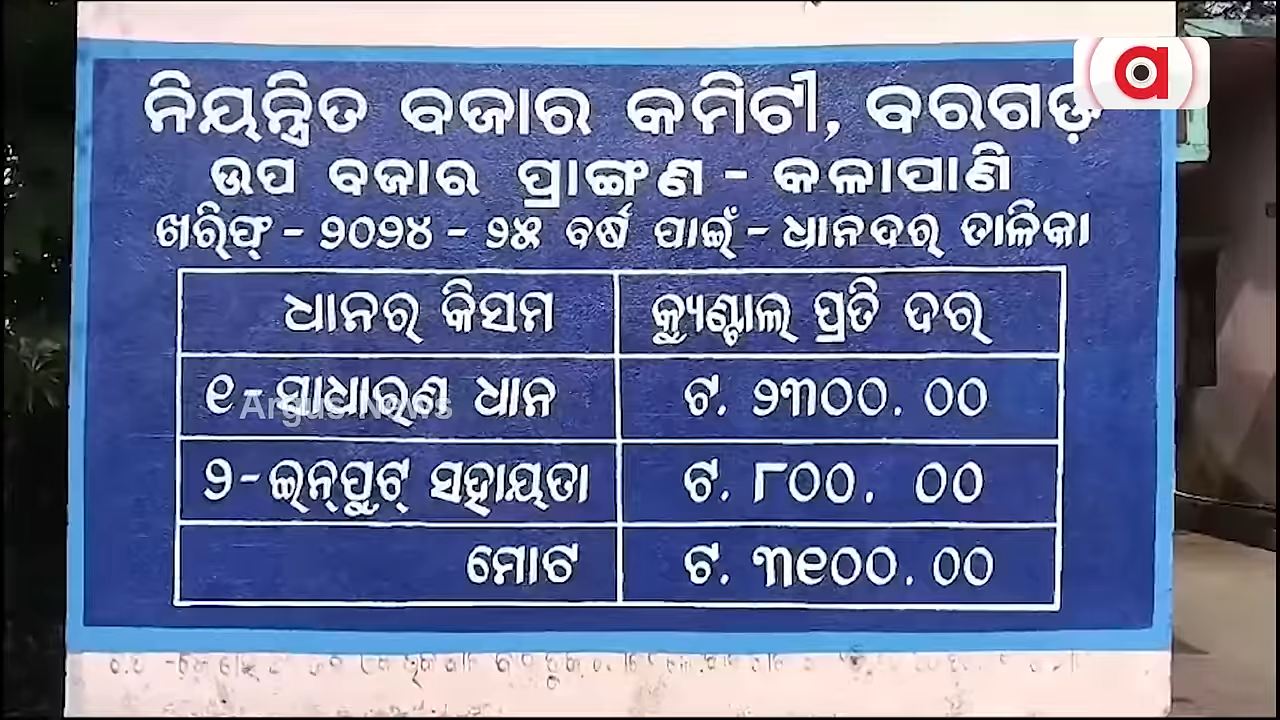 ନିୟନ୍ତ୍ରିତ ବଜାର କମିଟୀ, ବରଗଡ଼
ଉପ ବଜାର ପ୍ରାଙ୍ଗଣ - କଳାପାଣି
ଖରିଫ୍ - ୨୦୨୪ - ୨୫ ବର୍ଷ ପାଇଁ - ଧାନଦର ତାଳିକା
ଧାନର କିସମ କ୍ୟୁଣ୍ଟାଲ୍ ପ୍ରତି ଦର
୧ - ସାଧାରଣ ଧାନ ଟ. ୨୩୦୦.୦୦
Argus News
୨ - ଇନ୍‌ପୁଟ୍ ସହାୟତା ଟ. ୮୦୦. ୦୦
ମୋଟ ଟ. ୩୧୦୦.୦୦